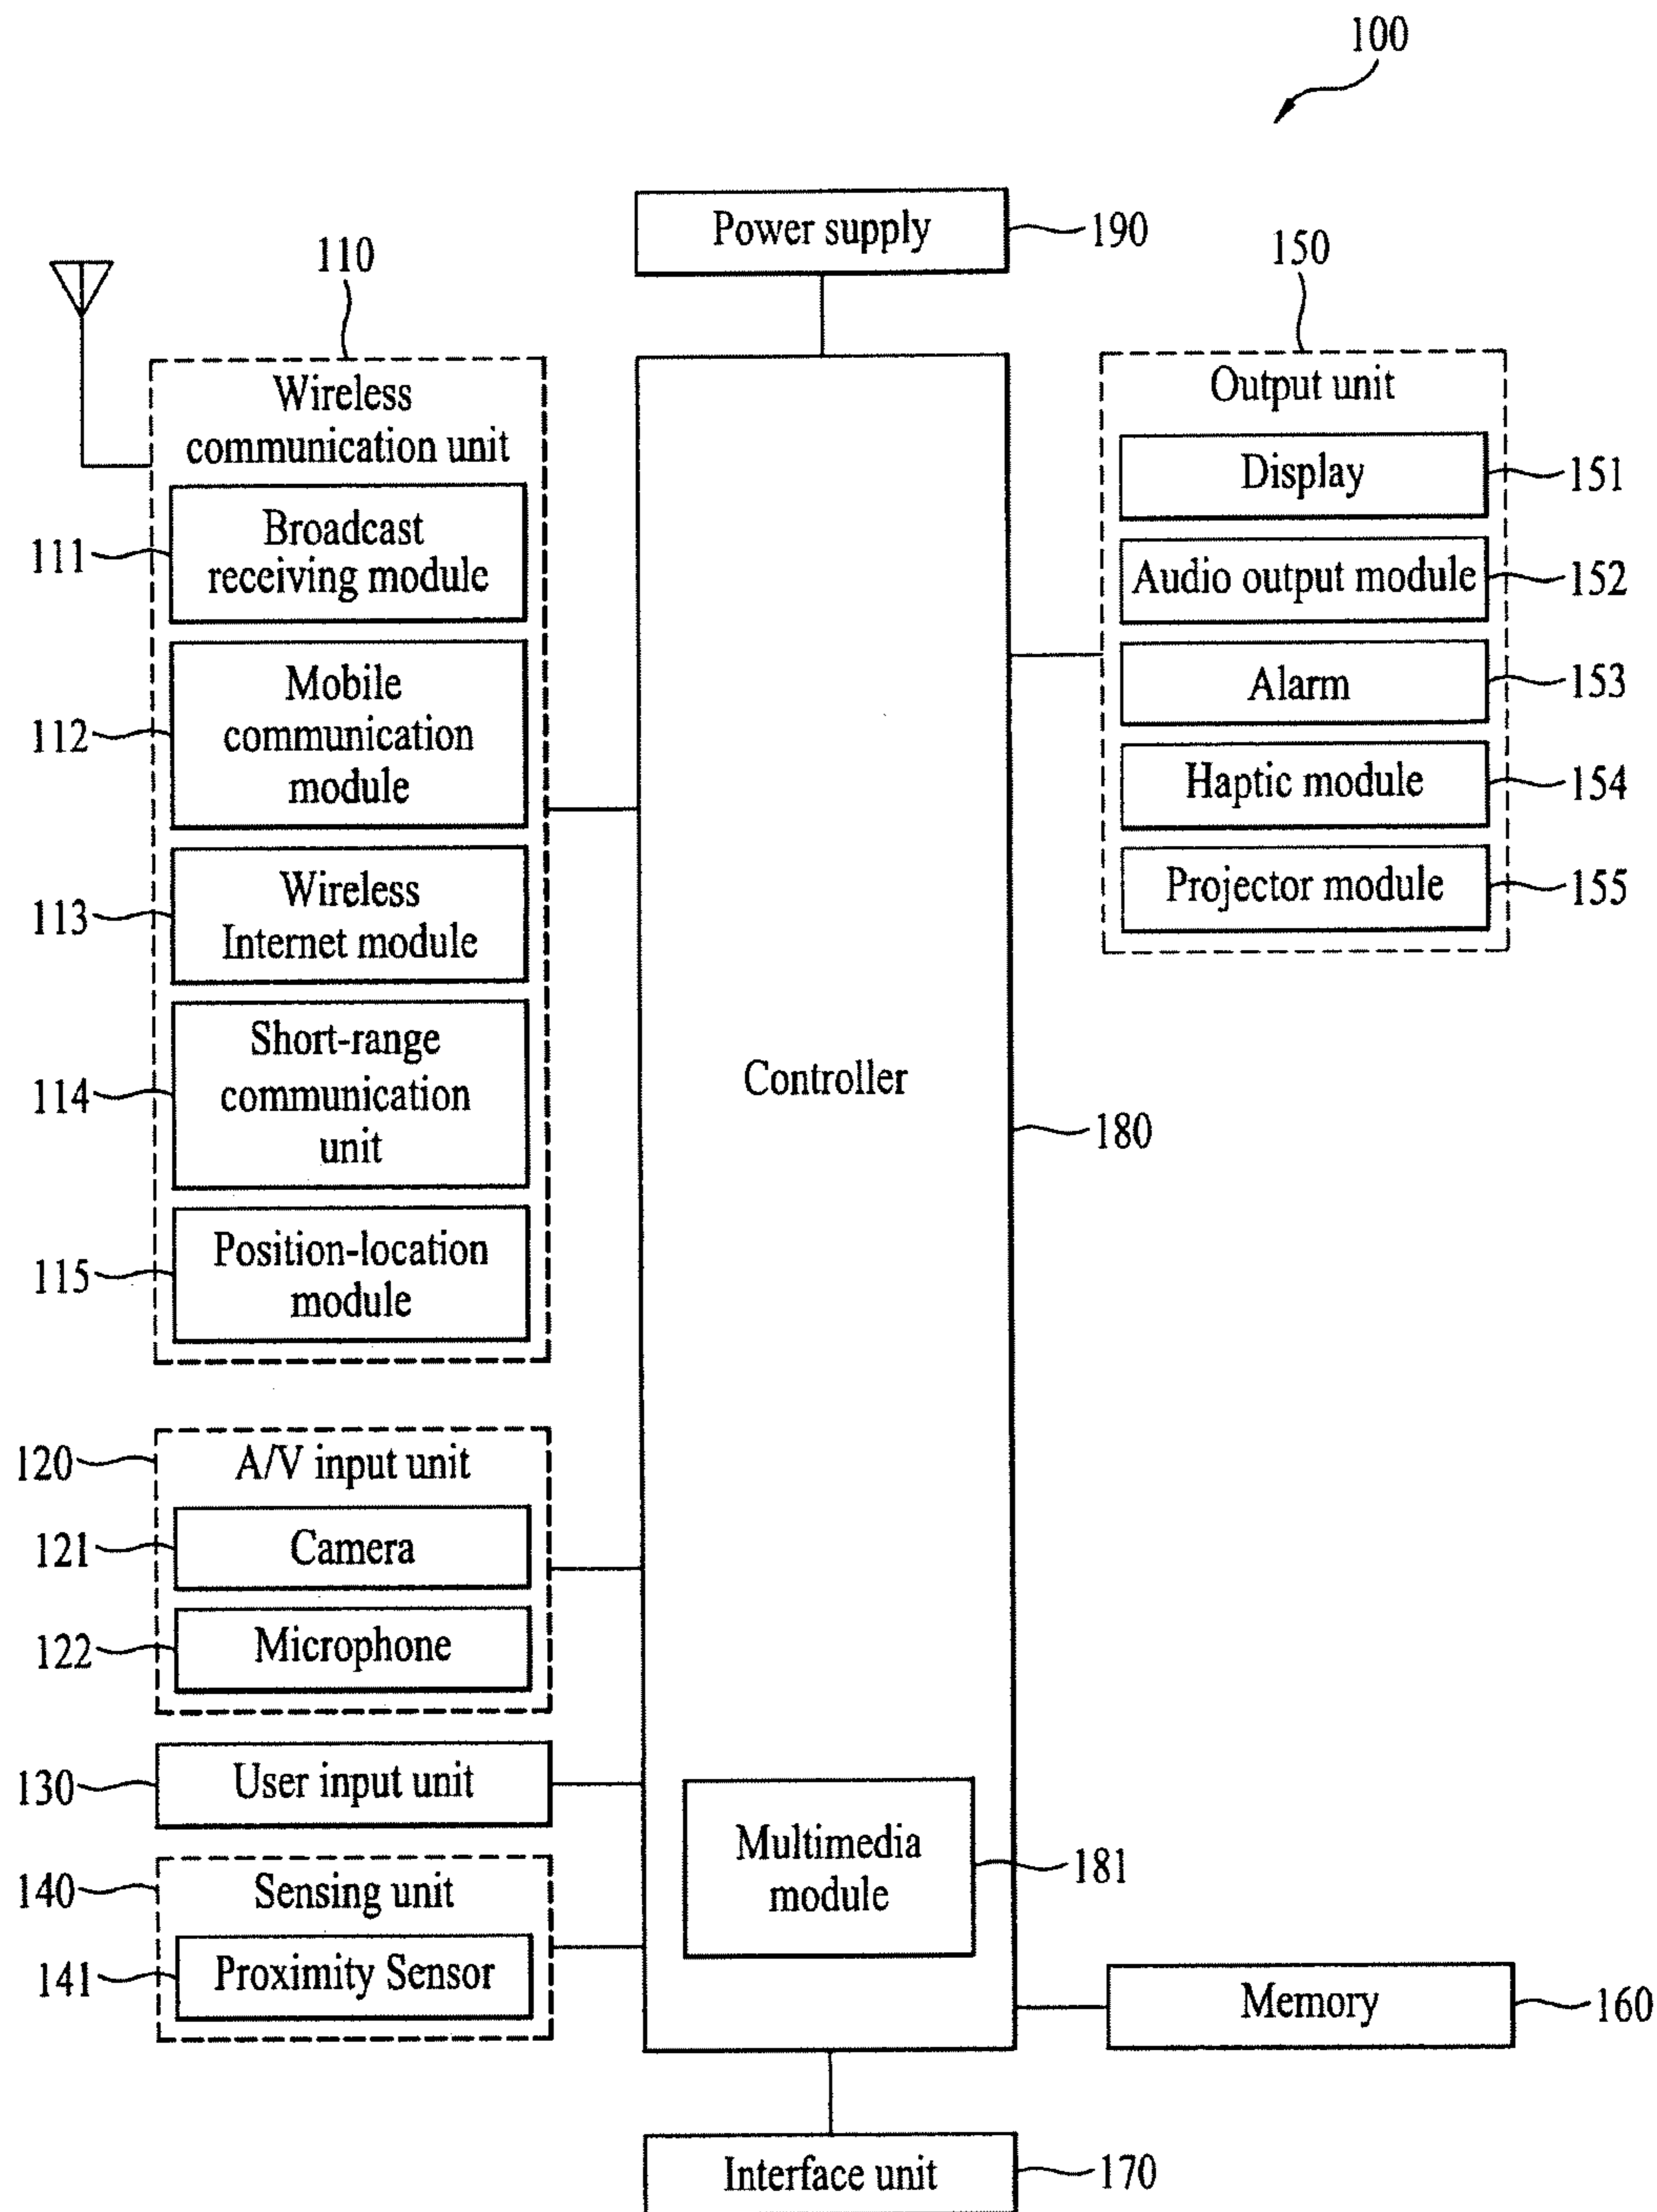 100
Power supply
190
110
150
Wireless
communication unit
Output unit
Broadcast
receiving module
111
Mobile
communication
module
112
Wireless
Internet module
113
Short-range
communication
unit
114
Position-location
module
115
Display
151
Audio output module
152
Alarm
153
Haptic module
154
Projector module
155
Controller
180
120
A/V input unit
121
Camera
122
Microphone
130
User input unit
140
Sensing unit
141
Proximity Sensor
Multimedia
module
181
Memory
160
Interface unit
170